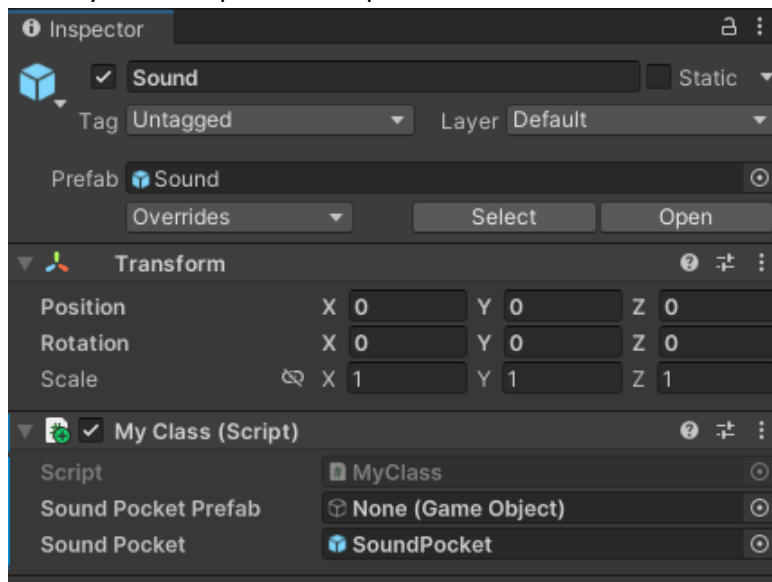 Inspector
Sound Static
Tag Untagged Layer Default
Prefab Sound
Overrides Select Open
Transform
Position X 0 Y 0 Z 0
Rotation X 0 Y 0 Z 0
Scale X 1 Y 1 Z 1
My Class (Script)
Script MyClass
Sound Pocket Prefab None (Game Object)
Sound Pocket SoundPocket